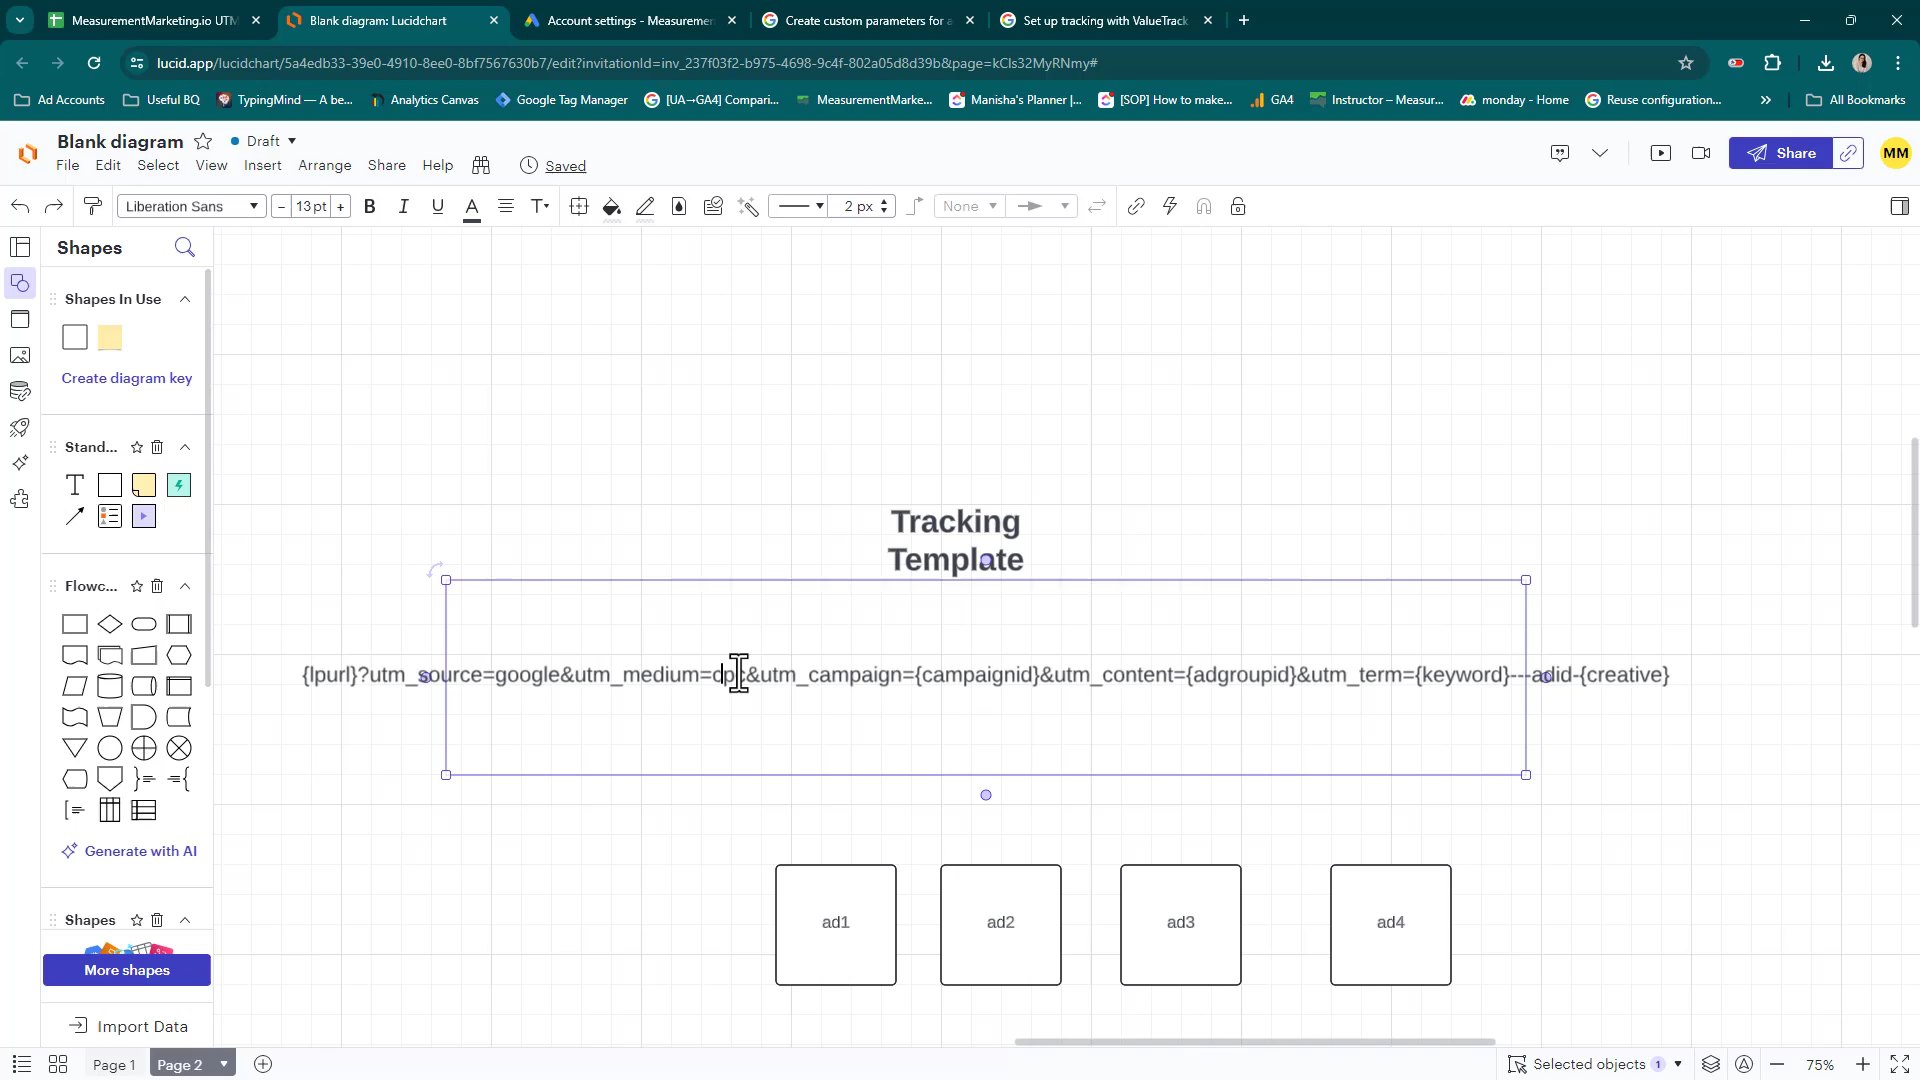 MeasurementMarketing.io UTM
Blank diagram: Lucidchart
Account settings - Measuremen
Create custom parameters for a
Set up tracking with ValueTrack
lucid.app/lucidchart/5a4edb33-39e0-4910-8ee0-8bf7567630b7/edit?invitationId=inv_237f03f2-b975-4698-9c4f-802a05d8d39b&page=kCls32MyRNmy#
Ad Accounts
Useful BQ
TypingMind — A be...
Analytics Canvas
Google Tag Manager
[UA→GA4] Compari...
MeasurementMarke...
Manisha's Planner |...
[SOP] How to make...
GA4
Instructor – Measur...
monday - Home
Reuse configuration...
All Bookmarks
Blank diagram
Draft
File
Edit
Select
View
Insert
Arrange
Share
Help
Saved
Share
MM
Liberation Sans
13 pt
2 px
None
Shapes
Shapes In Use
Create diagram key
Stand...
Flowc...
Generate with AI
Shapes
More shapes
Import Data
Tracking
Template
{lpurl}?utm_source=google&utm_medium=cpc&utm_campaign={campaignid}&utm_content={adgroupid}&utm_term={keyword}---adid-{creative}
ad1
ad2
ad3
ad4
Page 1
Page 2
Selected objects
1
75%